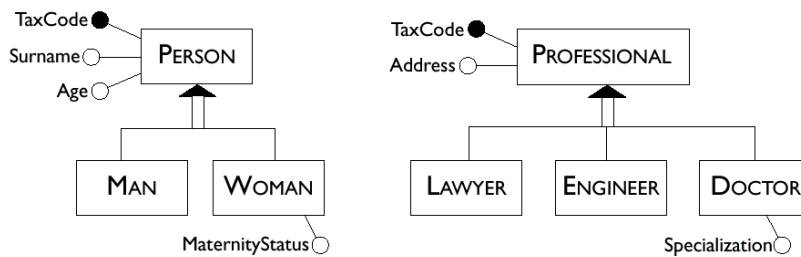 TaxCode
Surname
Age
PERSON
MAN
WOMAN
MaternityStatus
TaxCode
Address
PROFESSIONAL
LAWYER
ENGINEER
DOCTOR
Specialization